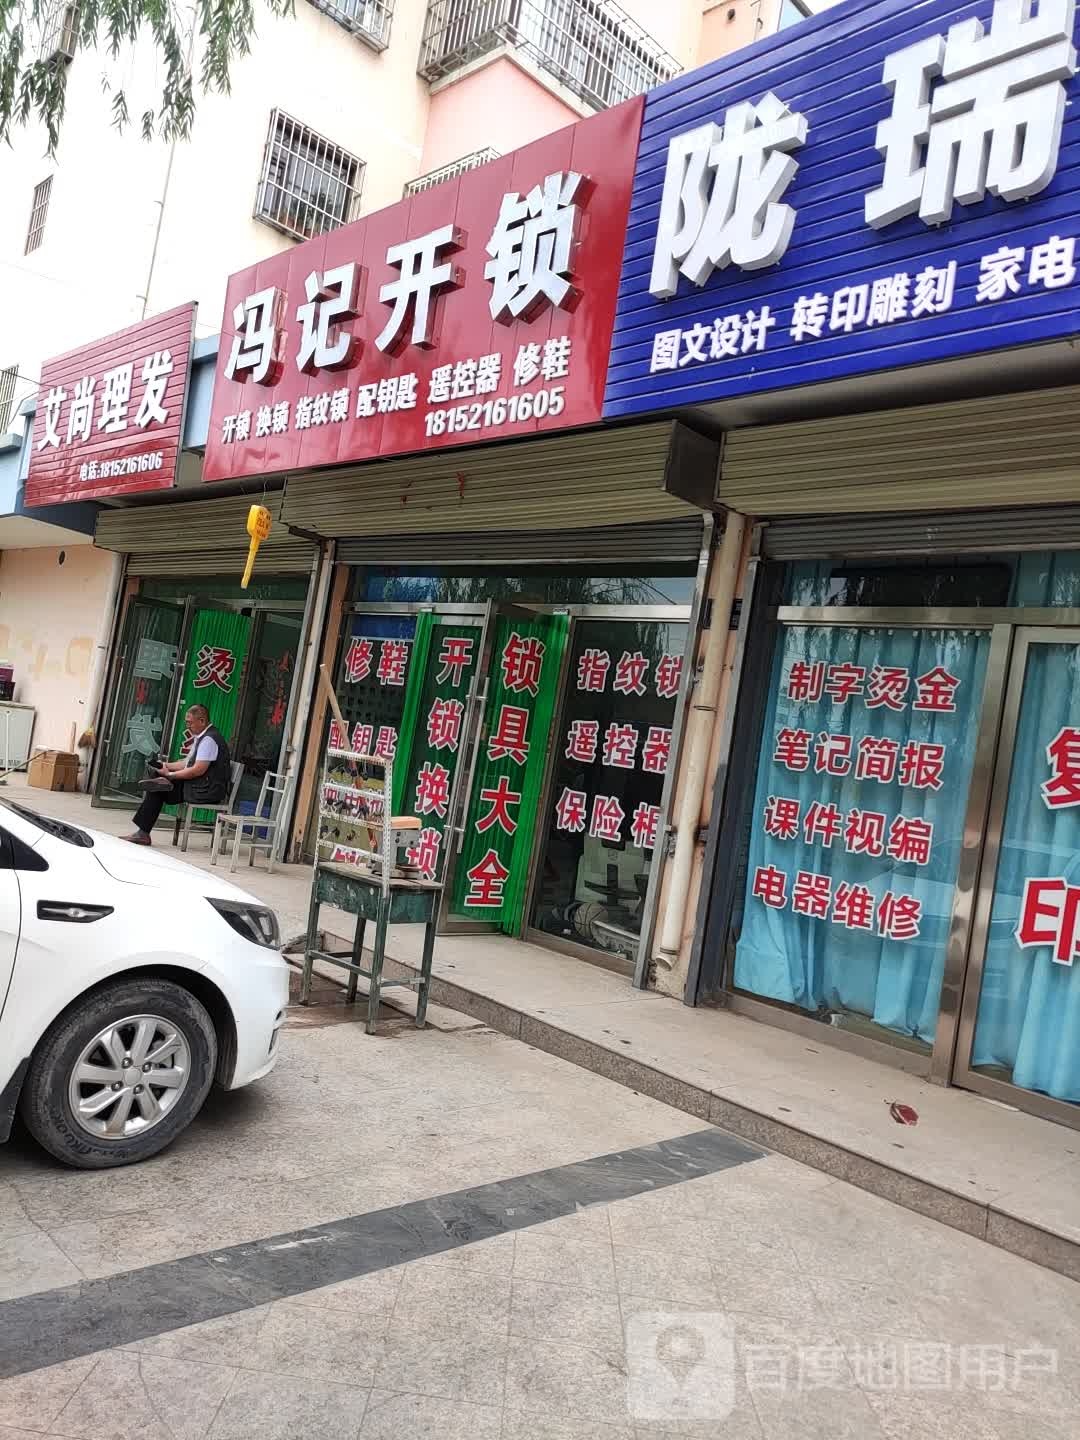 艾尚理发
电话:18152161606
冯记开锁
开锁 换锁 指纹锁 配钥匙 遥控器 修鞋
18152161605
陇瑞
图文设计 转印雕刻 家电
理发
烫
修鞋
配钥匙
开锁换锁
锁具大全
指纹锁
遥控器
保险柜
制字烫金
笔记简报
课件视编
电器维修
复
印
百度地图用户